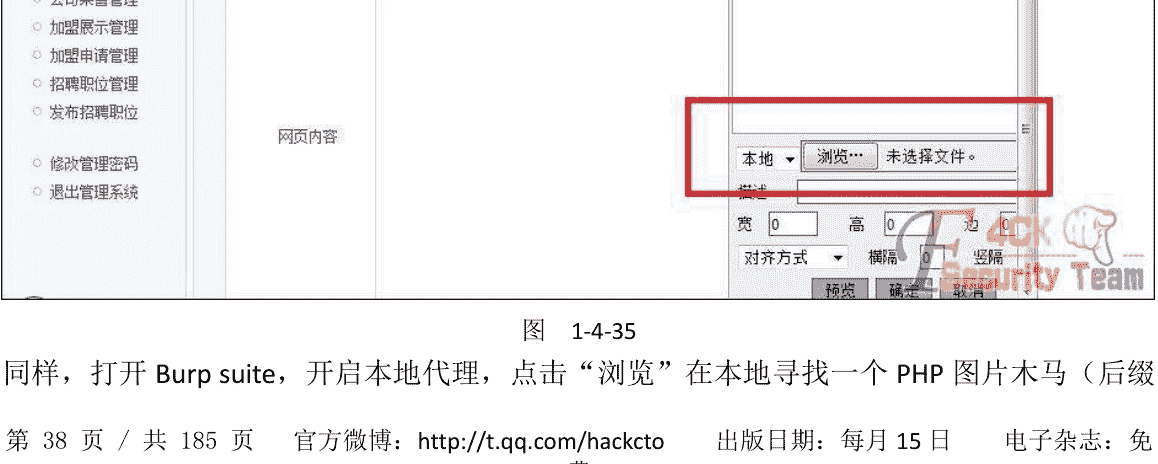 加盟展示管理
加盟申请管理
招聘职位管理
发布招聘职位
网页内容
修改管理密码
退出管理系统
本地 浏览… 未选择文件。
描述
宽 0 高 0 边 0
对齐方式 横隔 0 竖隔
预览 确定 取消
F4CK
Security Team
图 1-4-35
同样，打开 Burp suite，开启本地代理，点击“浏览”在本地寻找一个 PHP 图片木马（后缀
第 38 页 / 共 185 页 官方微博：http://t.qq.com/hackcto 出版日期：每月 15 日 电子杂志：免